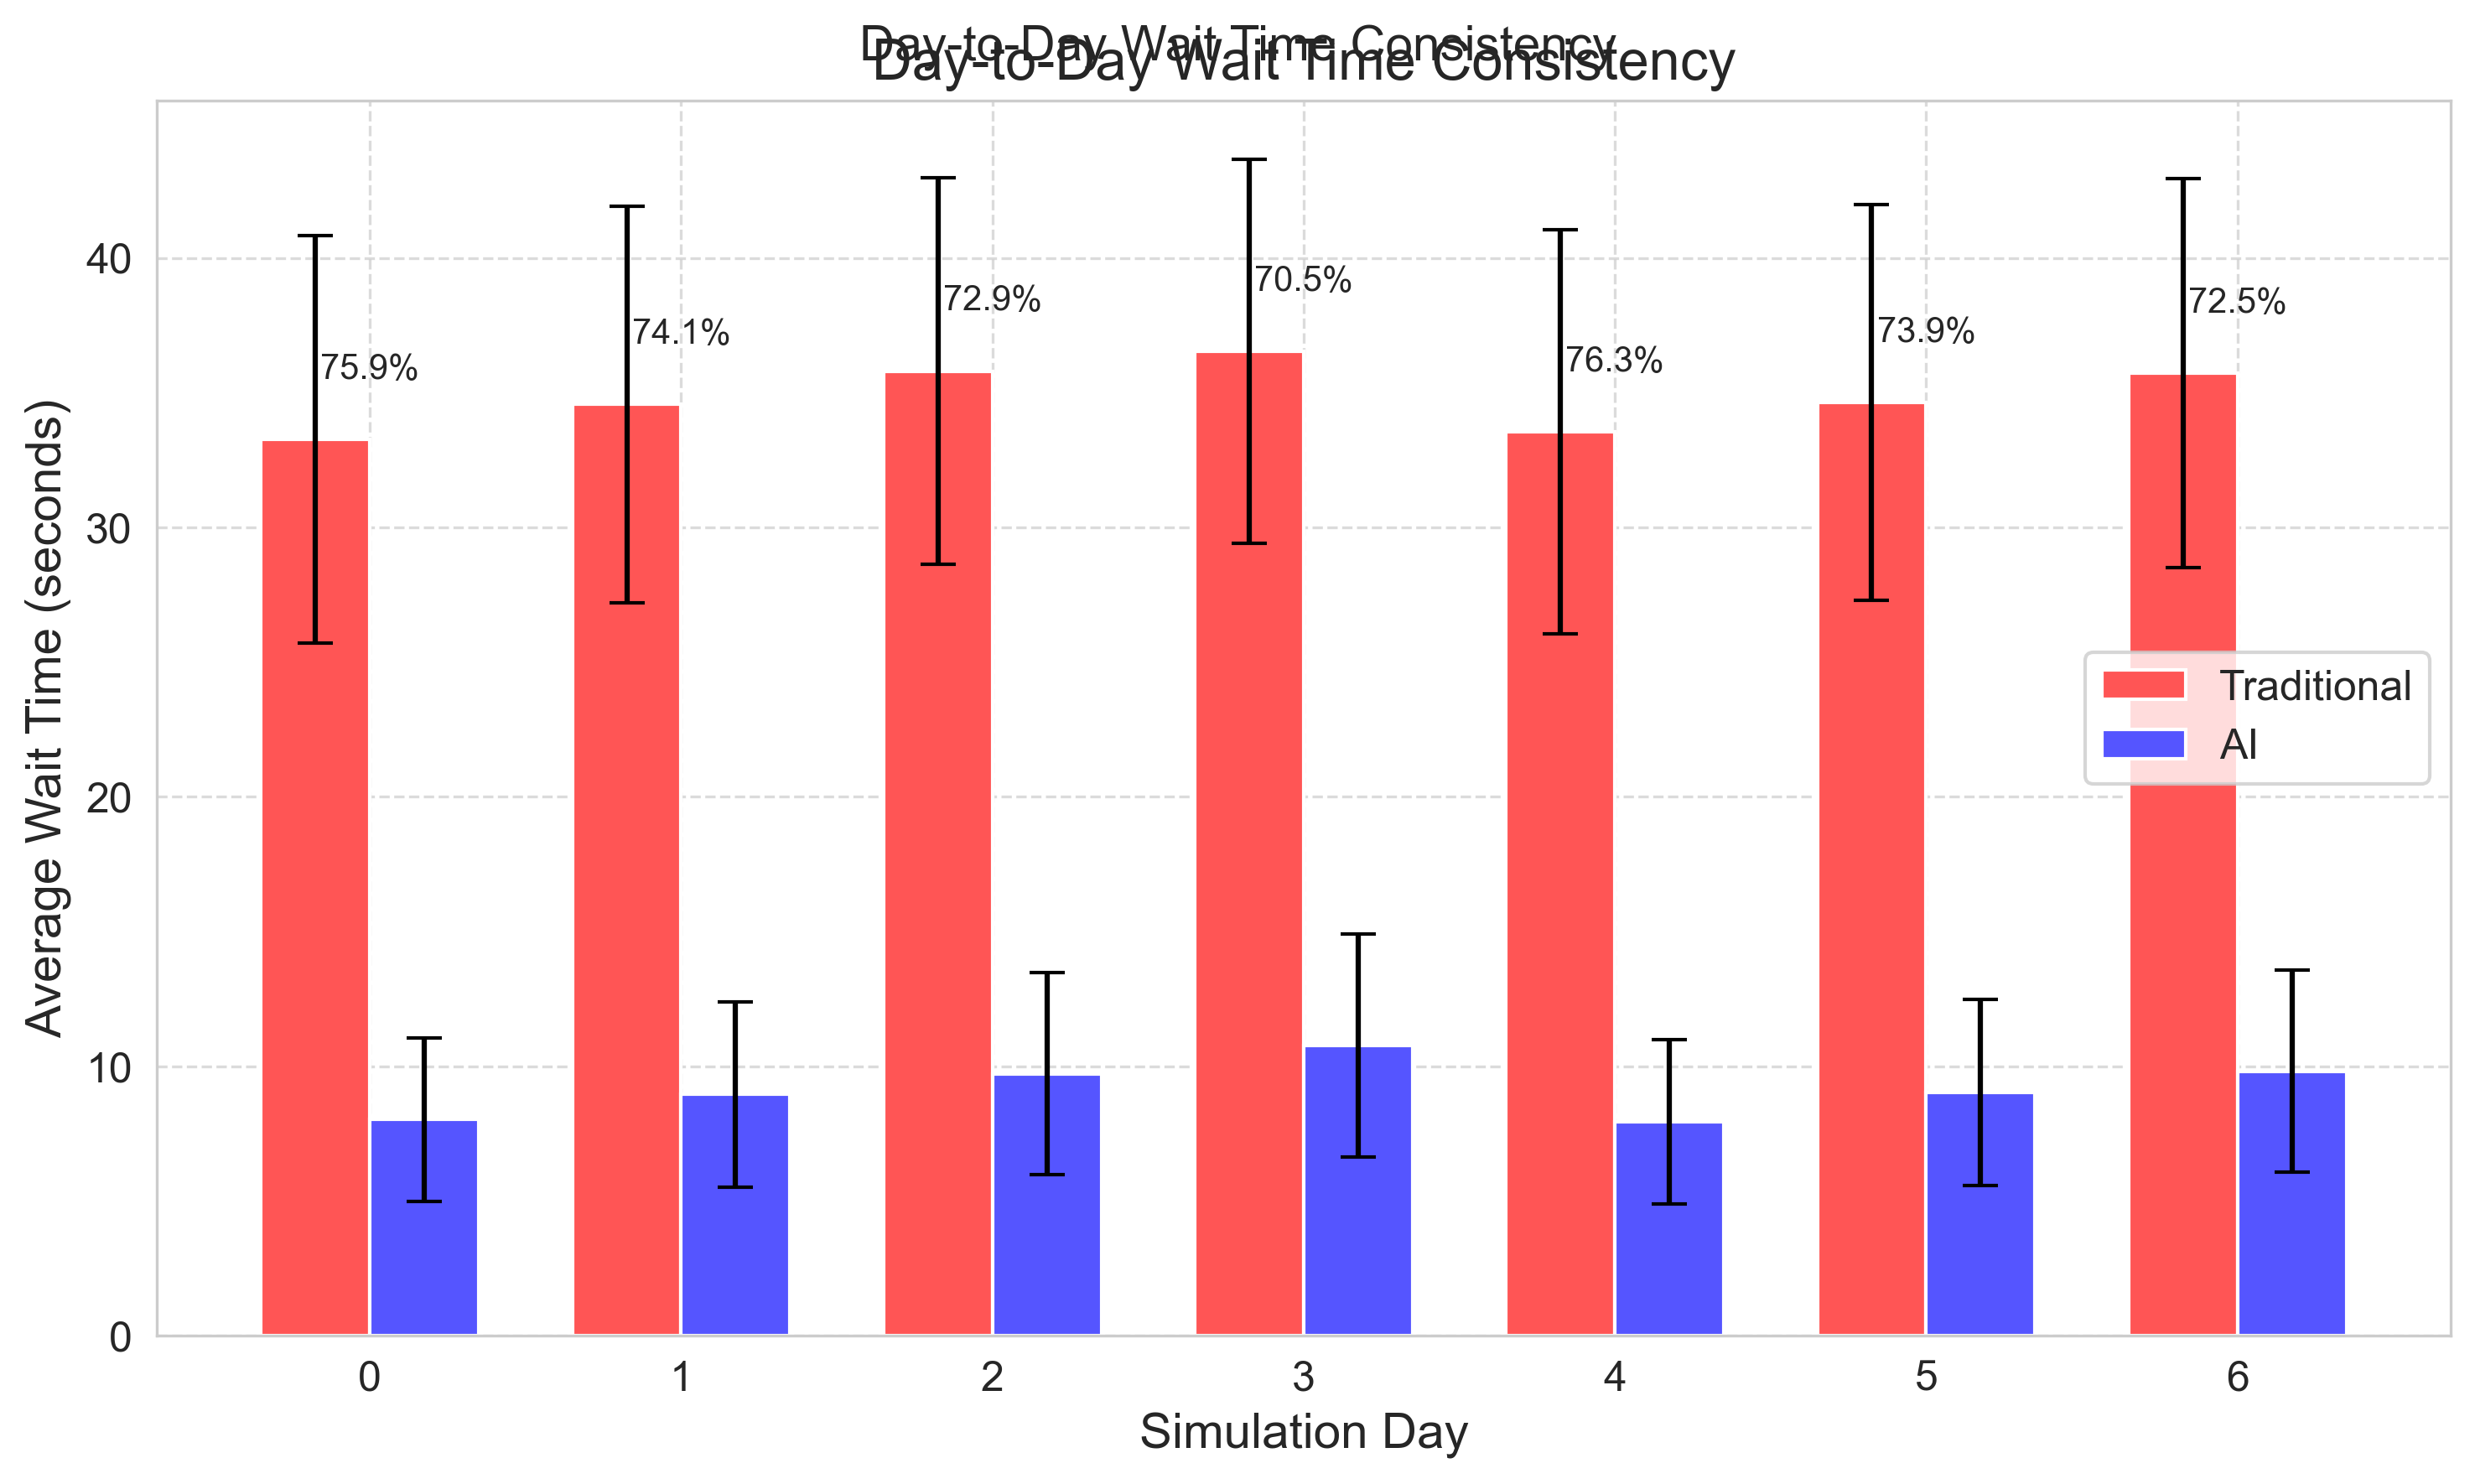 Day-to-Day Wait Time Consistency
Day-to-Day Wait Time Consistency
Average Wait Time (seconds)
40
30
20
10
0
75.9%
74.1%
72.9%
70.5%
76.3%
73.9%
72.5%
Traditional
AI
0 1 2 3 4 5 6
Simulation Day